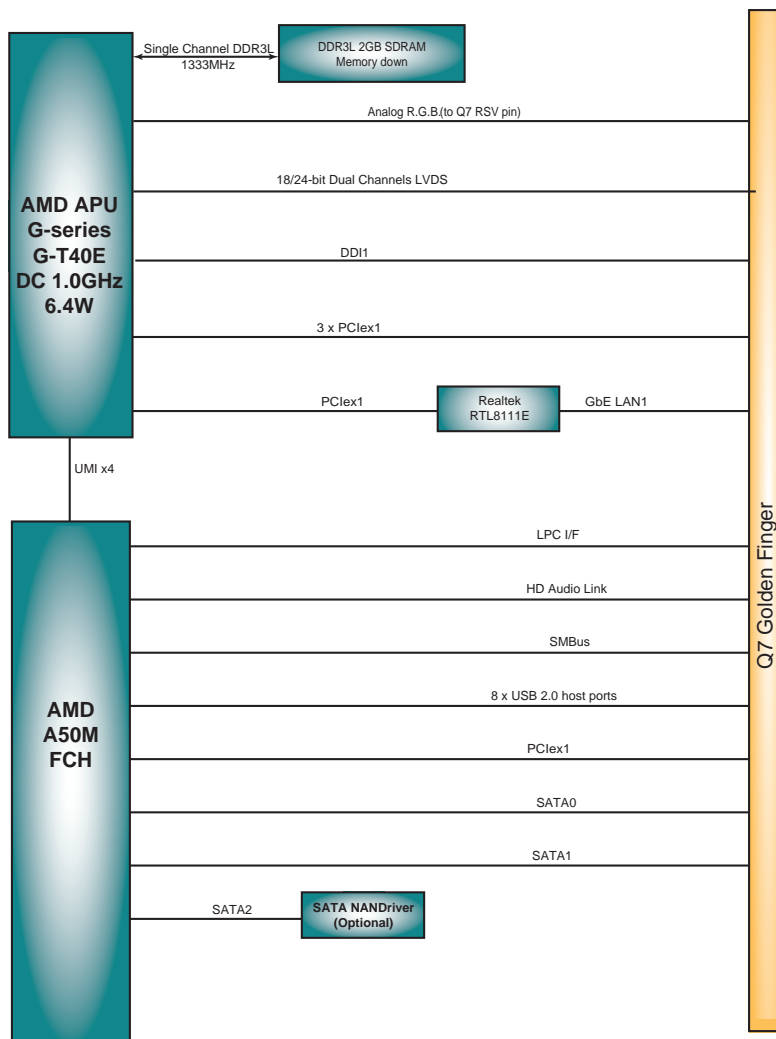 Single Channel DDR3L
1333MHz
DDR3L 2GB SDRAM
Memory down
Analog R.G.B.(to Q7 RSV pin)
18/24-bit Dual Channels LVDS
AMD APU
G-series
G-T40E
DC 1.0GHz
6.4W
DDI1
3 x PCIex1
PCIex1
Realtek
RTL8111E
GbE LAN1
UMI x4
Q7 Golden Finger
LPC I/F
HD Audio Link
SMBus
8 x USB 2.0 host ports
AMD
A50M
FCH
PCIex1
SATA0
SATA1
SATA2
SATA NANDriver
(Optional)